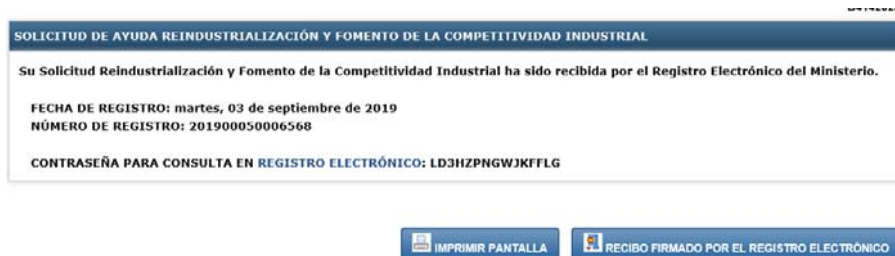 SOLICITUD DE AYUDA REINDUSTRIALIZACIÓN Y FOMENTO DE LA COMPETITIVIDAD INDUSTRIAL
Su Solicitud Reindustrialización y Fomento de la Competitividad Industrial ha sido recibida por el Registro Electrónico del Ministerio.
FECHA DE REGISTRO: martes, 03 de septiembre de 2019
NÚMERO DE REGISTRO: 201900050006568
CONTRASEÑA PARA CONSULTA EN REGISTRO ELECTRÓNICO: LD3HZPNGWJKFFLG
IMPRIMIR PANTALLA
RECIBO FIRMADO POR EL REGISTRO ELECTRÓNICO